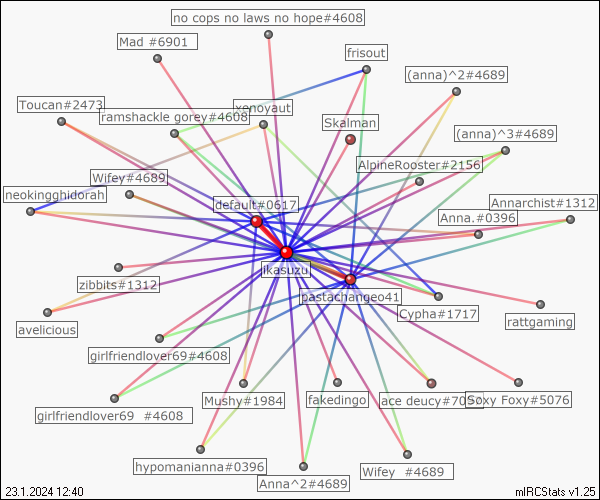 no cops no laws no hope#4608
Mad #6901
frisout
(anna)^2#4689
Toucan#2473
ramshackle gorey#4608
xenoyaut
Skalman
(anna)^3#4689
AlpineRooster#2156
Wifey#4689
neokingghidorah
default#0617
Annarchist#1312
Anna.#0396
ikasuzu
zibbits#1312
pastachangeo41
Cypha#1717
rattgaming
avelicious
girlfriendlover69#4608
Mushy#1984
fakedingo
ace deucy
Foxy#5076
girlfriendlover69 #4608
hypomanianna#0396
Anna^2#4689
Wifey #4689
23.1.2024 12:40
mIRCStats v1.25